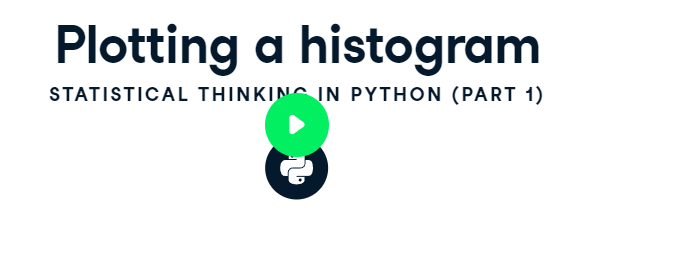 Plotting a histogram
STATISTICAL THINKING IN PYTHON (PART 1)